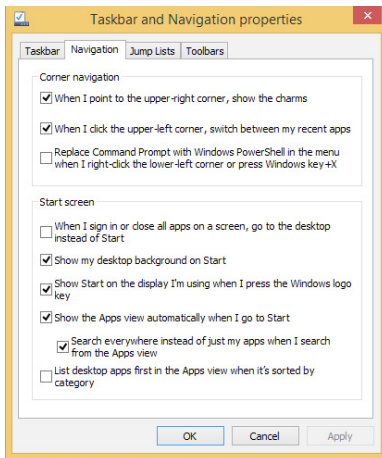 Taskbar and Navigation properties
Taskbar Navigation Jump Lists Toolbars
Corner navigation
When I point to the upper-right corner, show the charms
When I click the upper-left corner, switch between my recent apps
Replace Command Prompt with Windows PowerShell in the menu
when I right-click the lower-left corner or press Windows key+X
Start screen
When I sign in or close all apps on a screen, go to the desktop
instead of Start
Show my desktop background on Start
Show Start on the display I'm using when I press the Windows logo
key
Show the Apps view automatically when I go to Start
Search everywhere instead of just my apps when I search
from the Apps view
List desktop apps first in the Apps view when it's sorted by
category
OK Cancel Apply